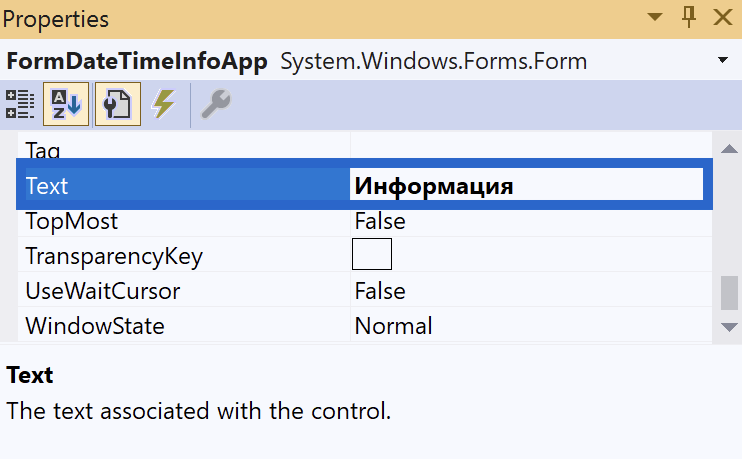 Properties
FormDateTimeInfoApp System.Windows.Forms.Form
Tag
Text Информация
TopMost False
TransparencyKey
UseWaitCursor False
WindowState Normal
Text
The text associated with the control.